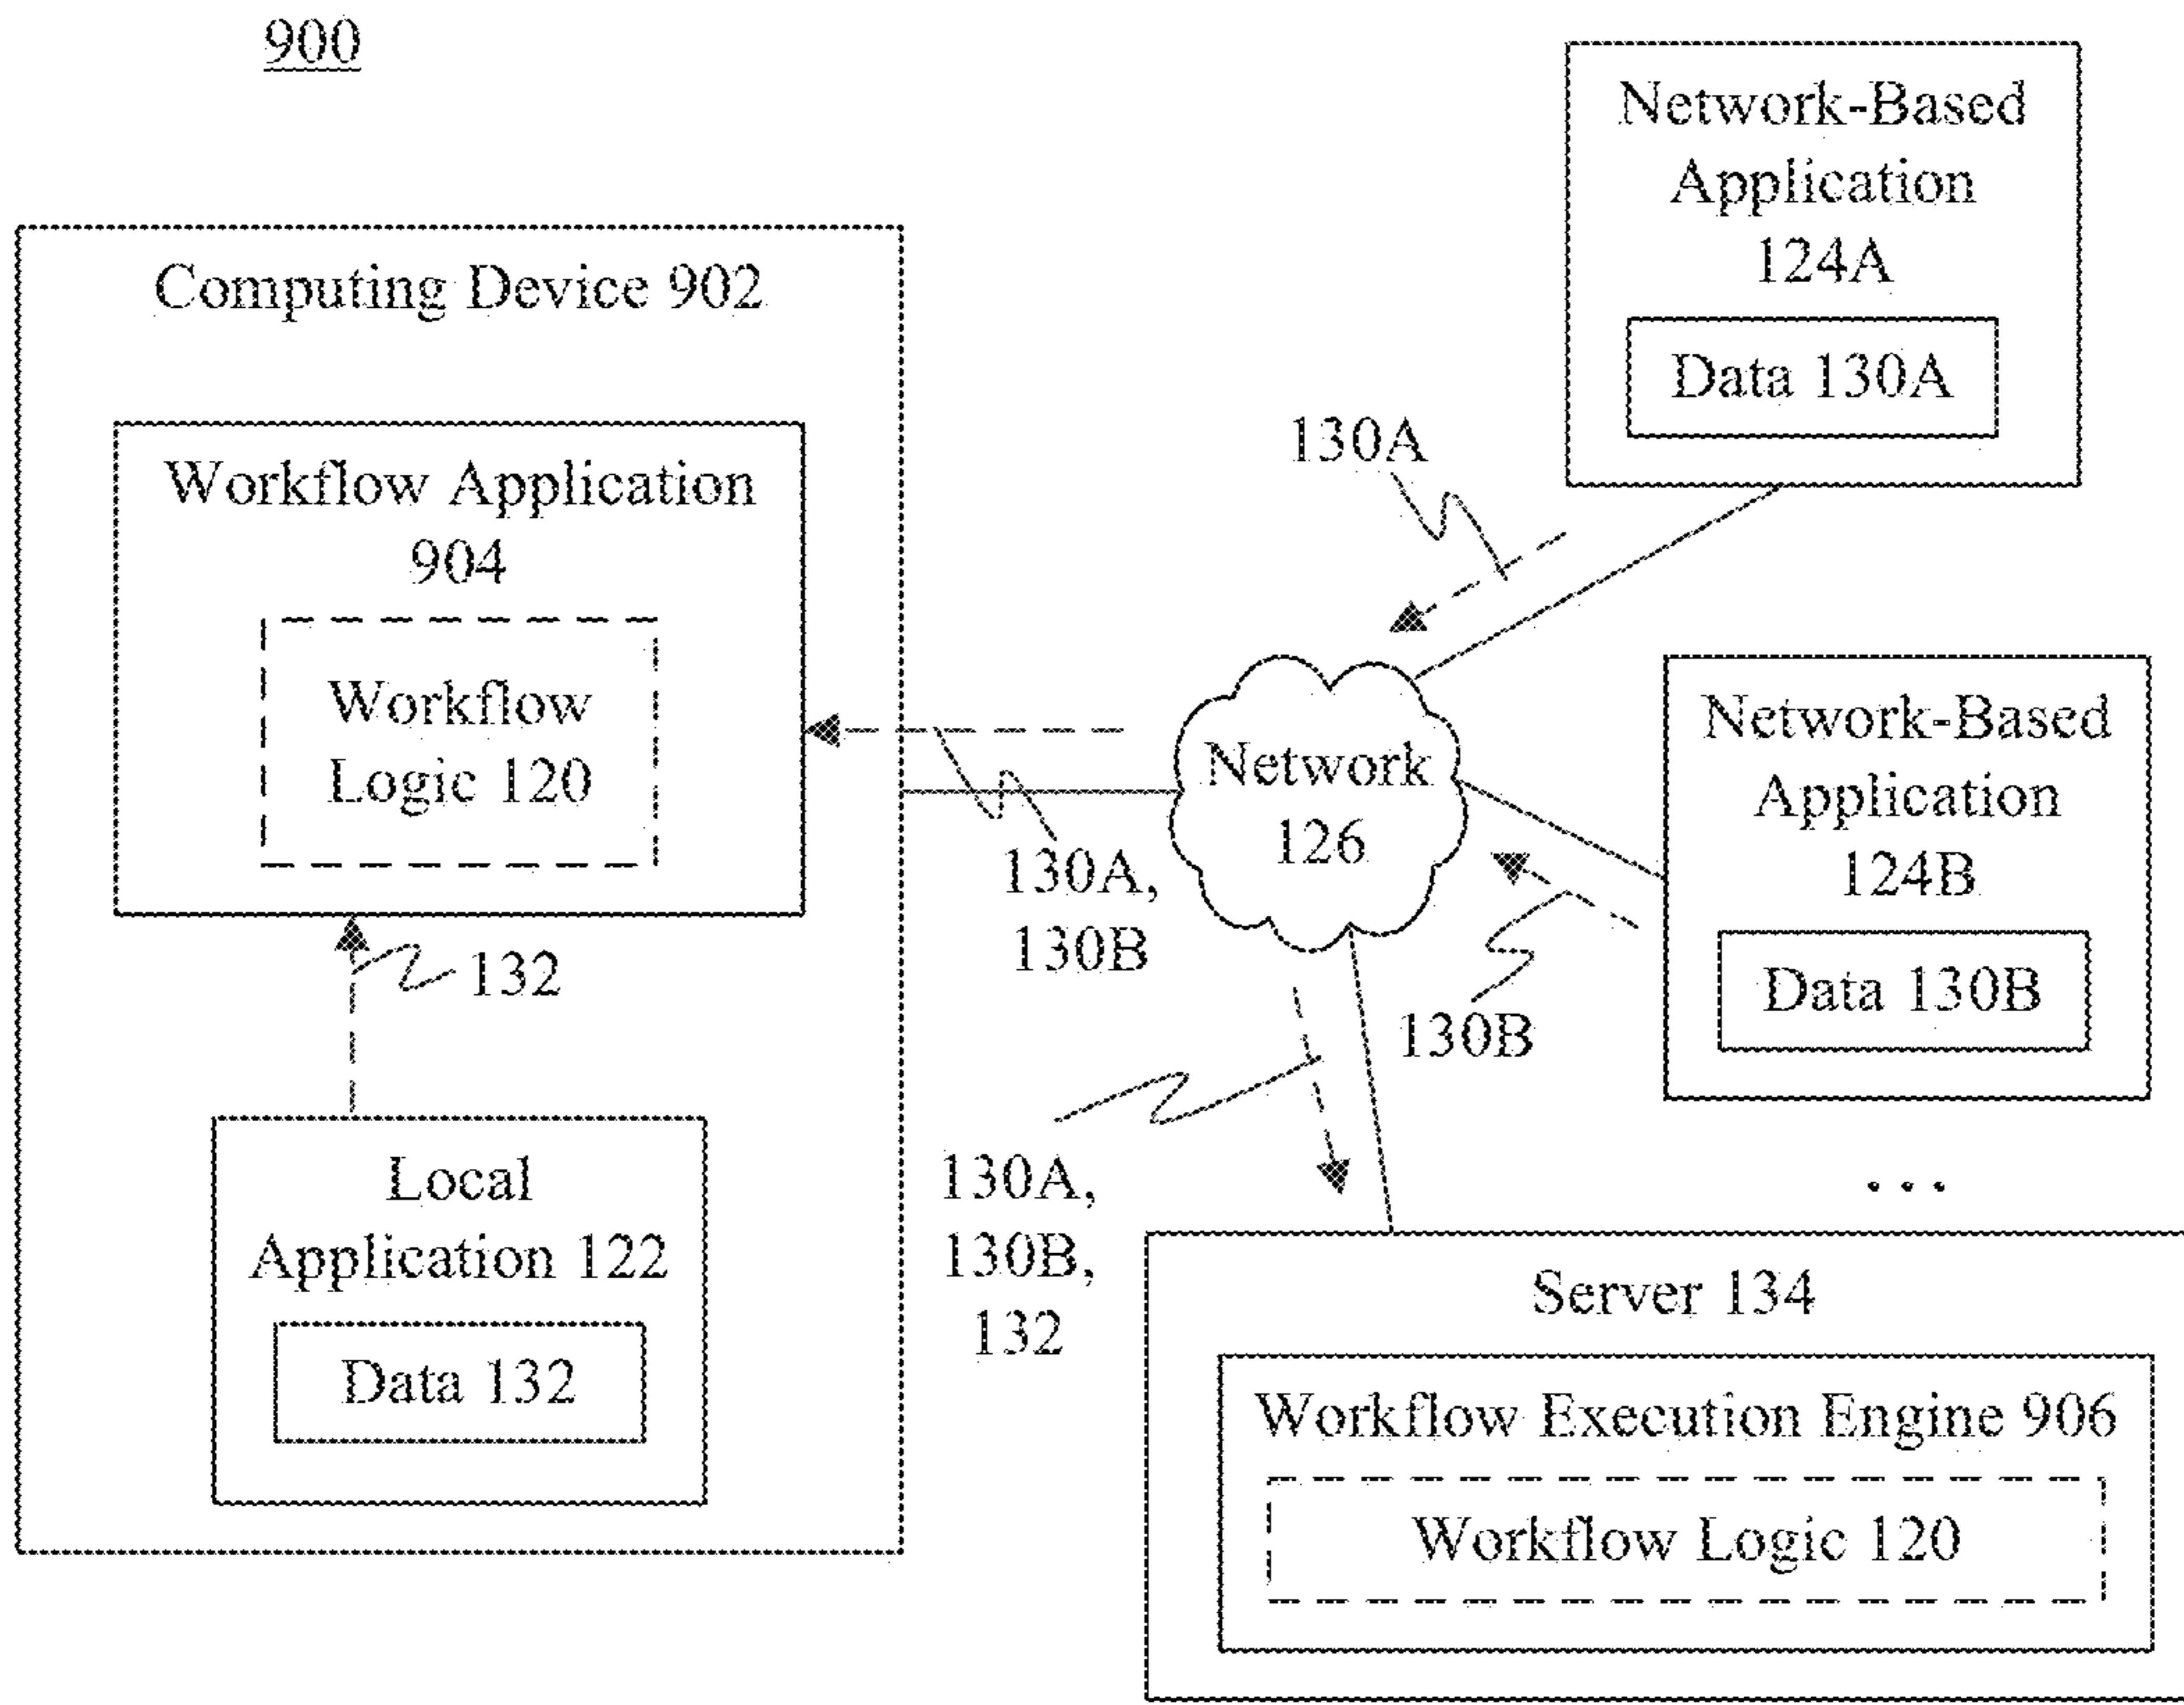 900
Network-Based
Application
124A
Data 130A
Computing Device 902
Workflow Application
904
Workflow
Logic 120
130A
Network
126
130A,
130B
Network-Based
Application
124B
Data 130B
130B
132
Local
Application 122
Data 132
130A,
130B,
132
...
Server 134
Workflow Execution Engine 906
Workflow Logic 120